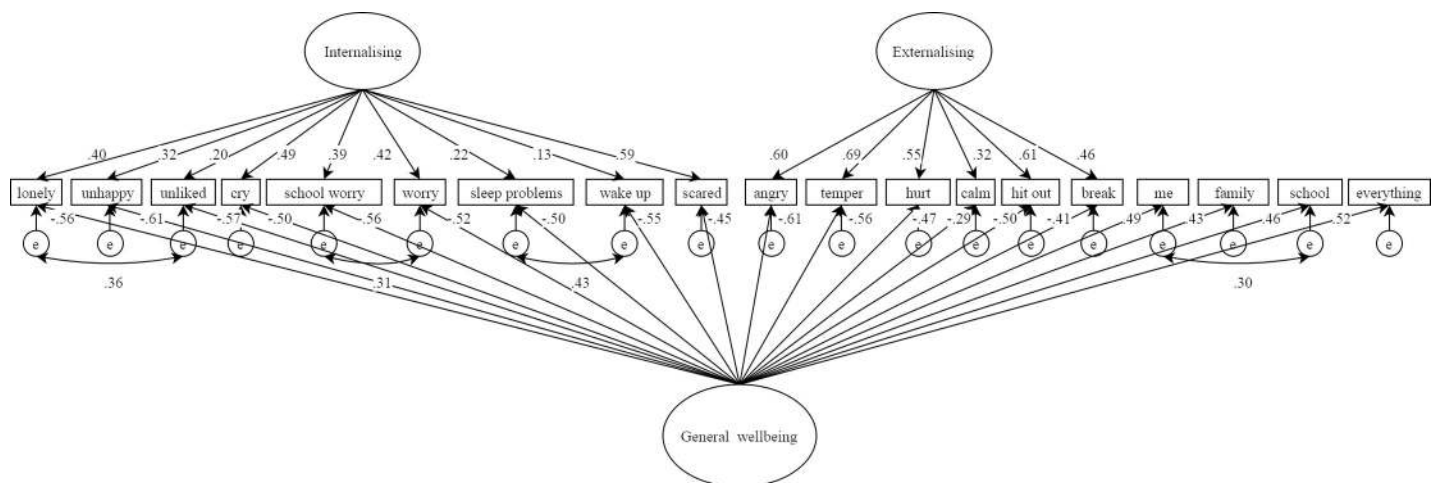 Internalising Externalising
.40 .32 .20 .49 .39 .42 .22 .13 .59 .60 .69 .55 .32 .61 .46
lonely unhappy unliked cry school worry worry sleep problems wake up scared angry temper hurt calm hit out break me family school everything
-.56 -.61 -.57 -.50 -.56 -.52 -.50 -.55 -.45 -.61 -.56 -.47 -.29 -.50 -.41 .49 .43 .46 .52
e e e e e e e e e e e e e e e e e e e
.36 .31 .43 .30
General wellbeing